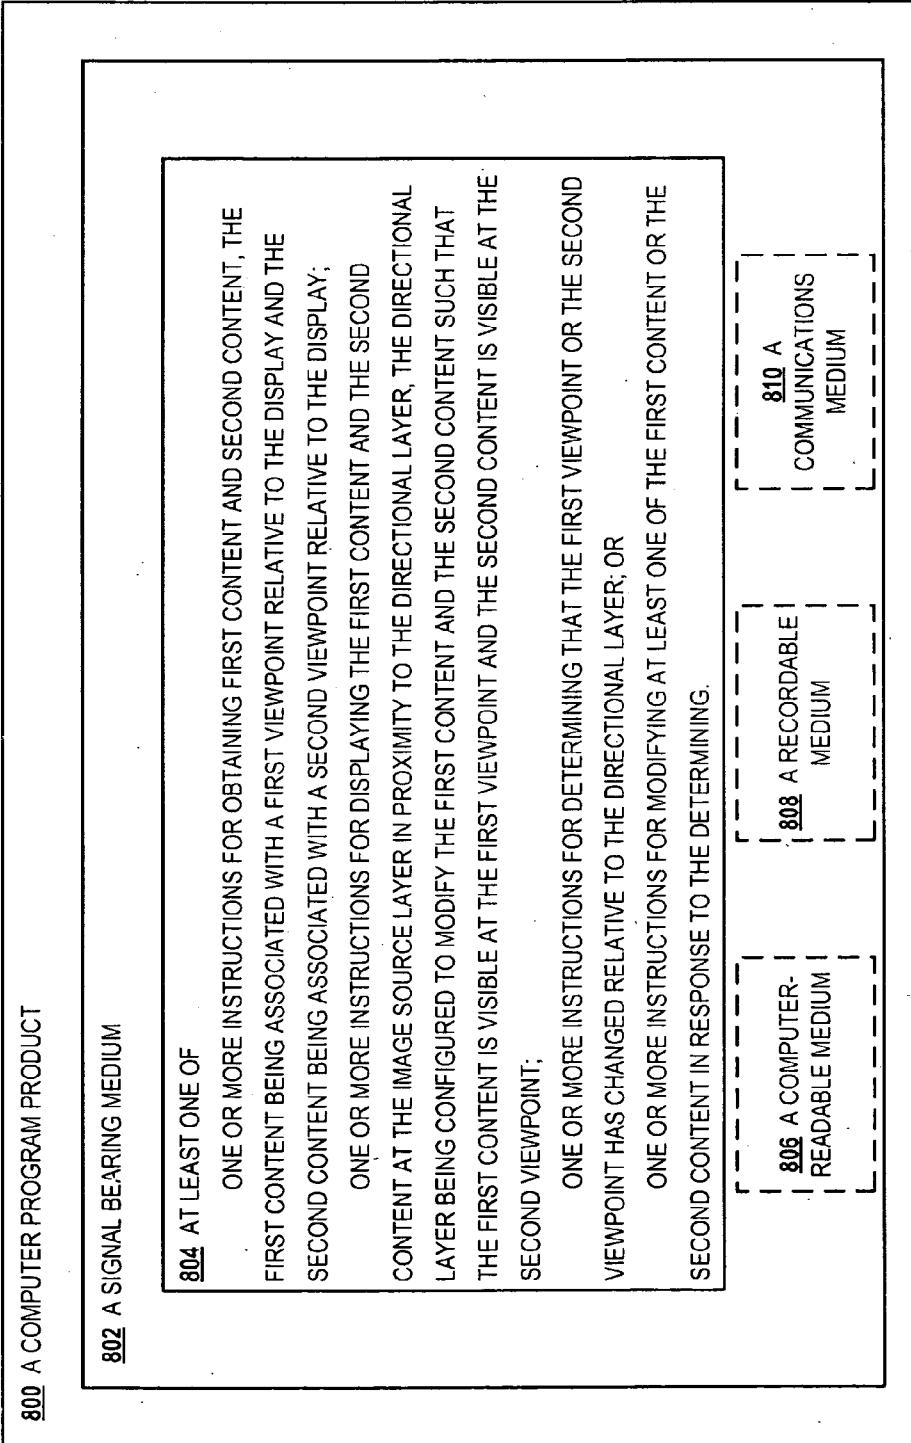 800 A COMPUTER PROGRAM PRODUCT
802 A SIGNAL BEARING MEDIUM
804 AT LEAST ONE OF
ONE OR MORE INSTRUCTIONS FOR OBTAINING FIRST CONTENT AND SECOND CONTENT, THE
FIRST CONTENT BEING ASSOCIATED WITH A FIRST VIEWPOINT RELATIVE TO THE DISPLAY AND THE
SECOND CONTENT BEING ASSOCIATED WITH A SECOND VIEWPOINT RELATIVE TO THE DISPLAY;
ONE OR MORE INSTRUCTIONS FOR DISPLAYING THE FIRST CONTENT AND THE SECOND
CONTENT AT THE IMAGE SOURCE LAYER IN PROXIMITY TO THE DIRECTIONAL LAYER, THE DIRECTIONAL
LAYER BEING CONFIGURED TO MODIFY THE FIRST CONTENT AND THE SECOND CONTENT SUCH THAT
THE FIRST CONTENT IS VISIBLE AT THE FIRST VIEWPOINT AND THE SECOND CONTENT IS VISIBLE AT THE
SECOND VIEWPOINT;
ONE OR MORE INSTRUCTIONS FOR DETERMINING THAT THE FIRST VIEWPOINT OR THE SECOND
VIEWPOINT HAS CHANGED RELATIVE TO THE DIRECTIONAL LAYER; OR
ONE OR MORE INSTRUCTIONS FOR MODIFYING AT LEAST ONE OF THE FIRST CONTENT OR THE
SECOND CONTENT IN RESPONSE TO THE DETERMINING.
806 A COMPUTER-
READABLE MEDIUM
808 A RECORDABLE
MEDIUM
810 A
COMMUNICATIONS
MEDIUM